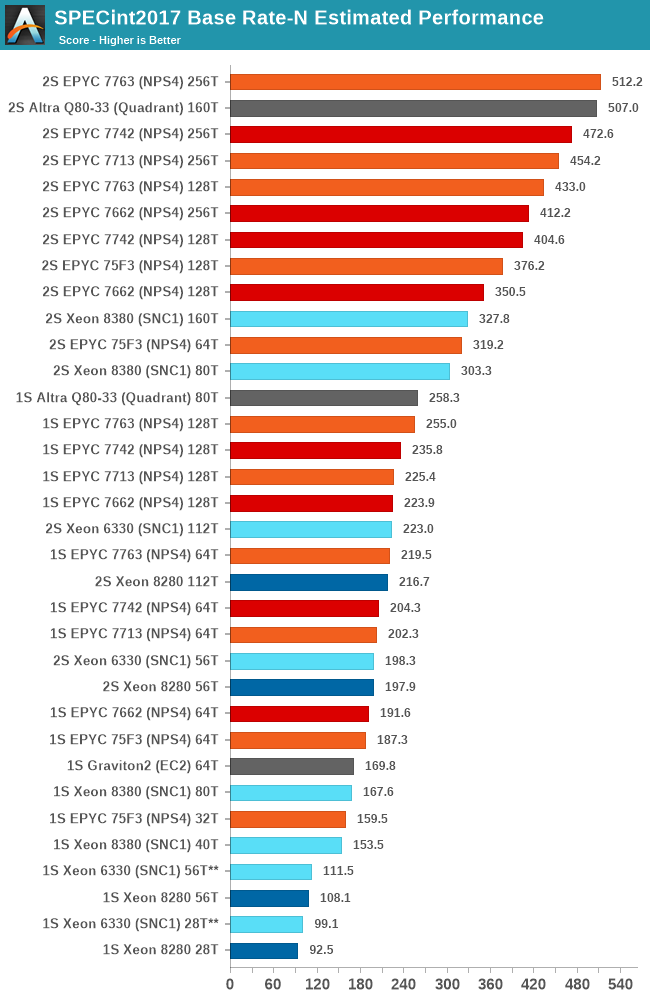 SPECint2017 Base Rate-N Estimated Performance
Score - Higher is Better
2S EPYC 7763 (NPS4) 256T 512.2
2S Altra Q80-33 (Quadrant) 160T 507.0
2S EPYC 7742 (NPS4) 256T 472.6
2S EPYC 7713 (NPS4) 256T 454.2
2S EPYC 7763 (NPS4) 128T 433.0
2S EPYC 7662 (NPS4) 256T 412.2
2S EPYC 7742 (NPS4) 128T 404.6
2S EPYC 75F3 (NPS4) 128T 376.2
2S EPYC 7662 (NPS4) 128T 350.5
2S Xeon 8380 (SNC1) 160T 327.8
2S EPYC 75F3 (NPS4) 64T 319.2
2S Xeon 8380 (SNC1) 80T 303.3
1S Altra Q80-33 (Quadrant) 80T 258.3
1S EPYC 7763 (NPS4) 128T 255.0
1S EPYC 7742 (NPS4) 128T 235.8
1S EPYC 7713 (NPS4) 128T 225.4
1S EPYC 7662 (NPS4) 128T 223.9
2S Xeon 6330 (SNC1) 112T 223.0
1S EPYC 7763 (NPS4) 64T 219.5
2S Xeon 8280 112T 216.7
1S EPYC 7742 (NPS4) 64T 204.3
1S EPYC 7713 (NPS4) 64T 202.3
2S Xeon 6330 (SNC1) 56T 198.3
2S Xeon 8280 56T 197.9
1S EPYC 7662 (NPS4) 64T 191.6
1S EPYC 75F3 (NPS4) 64T 187.3
1S Graviton2 (EC2) 64T 169.8
1S Xeon 8380 (SNC1) 80T 167.6
1S EPYC 75F3 (NPS4) 32T 159.5
1S Xeon 8380 (SNC1) 40T 153.5
1S Xeon 6330 (SNC1) 56T** 111.5
1S Xeon 8280 56T 108.1
1S Xeon 6330 (SNC1) 28T** 99.1
1S Xeon 8280 28T 92.5
0 60 120 180 240 300 360 420 480 540